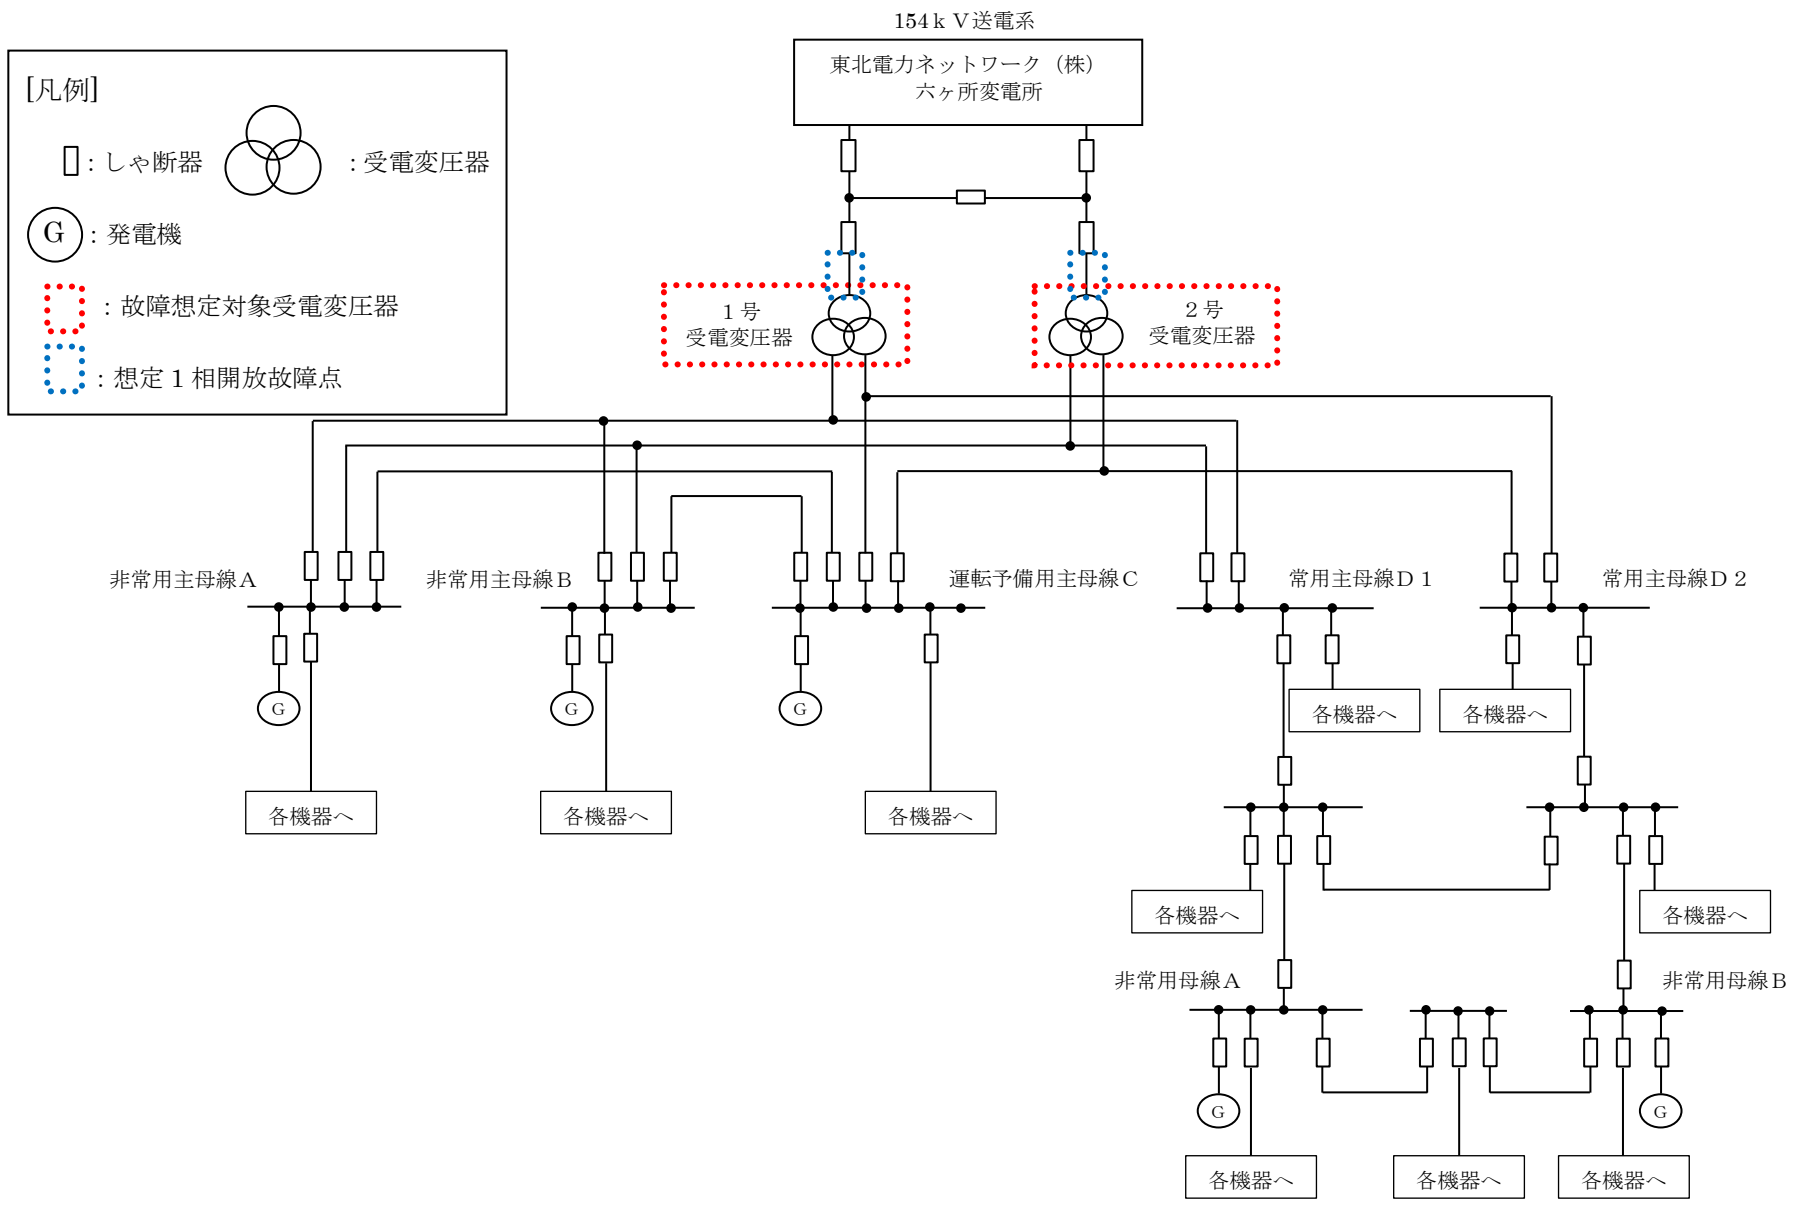 154ｋＶ送電系
東北電力ネットワーク（株）
六ヶ所変電所
[凡例]
：しゃ断器
：受電変圧器
G
：発電機
：故障想定対象受電変圧器
：想定１相開放故障点
１号
受電変圧器
２号
受電変圧器
非常用主母線Ａ
非常用主母線Ｂ
運転予備用主母線Ｃ
常用主母線Ｄ１
常用主母線Ｄ２
G
G
G
各機器へ
各機器へ
各機器へ
各機器へ
各機器へ
各機器へ
各機器へ
非常用母線Ａ
非常用母線Ｂ
G
G
各機器へ
各機器へ
各機器へ